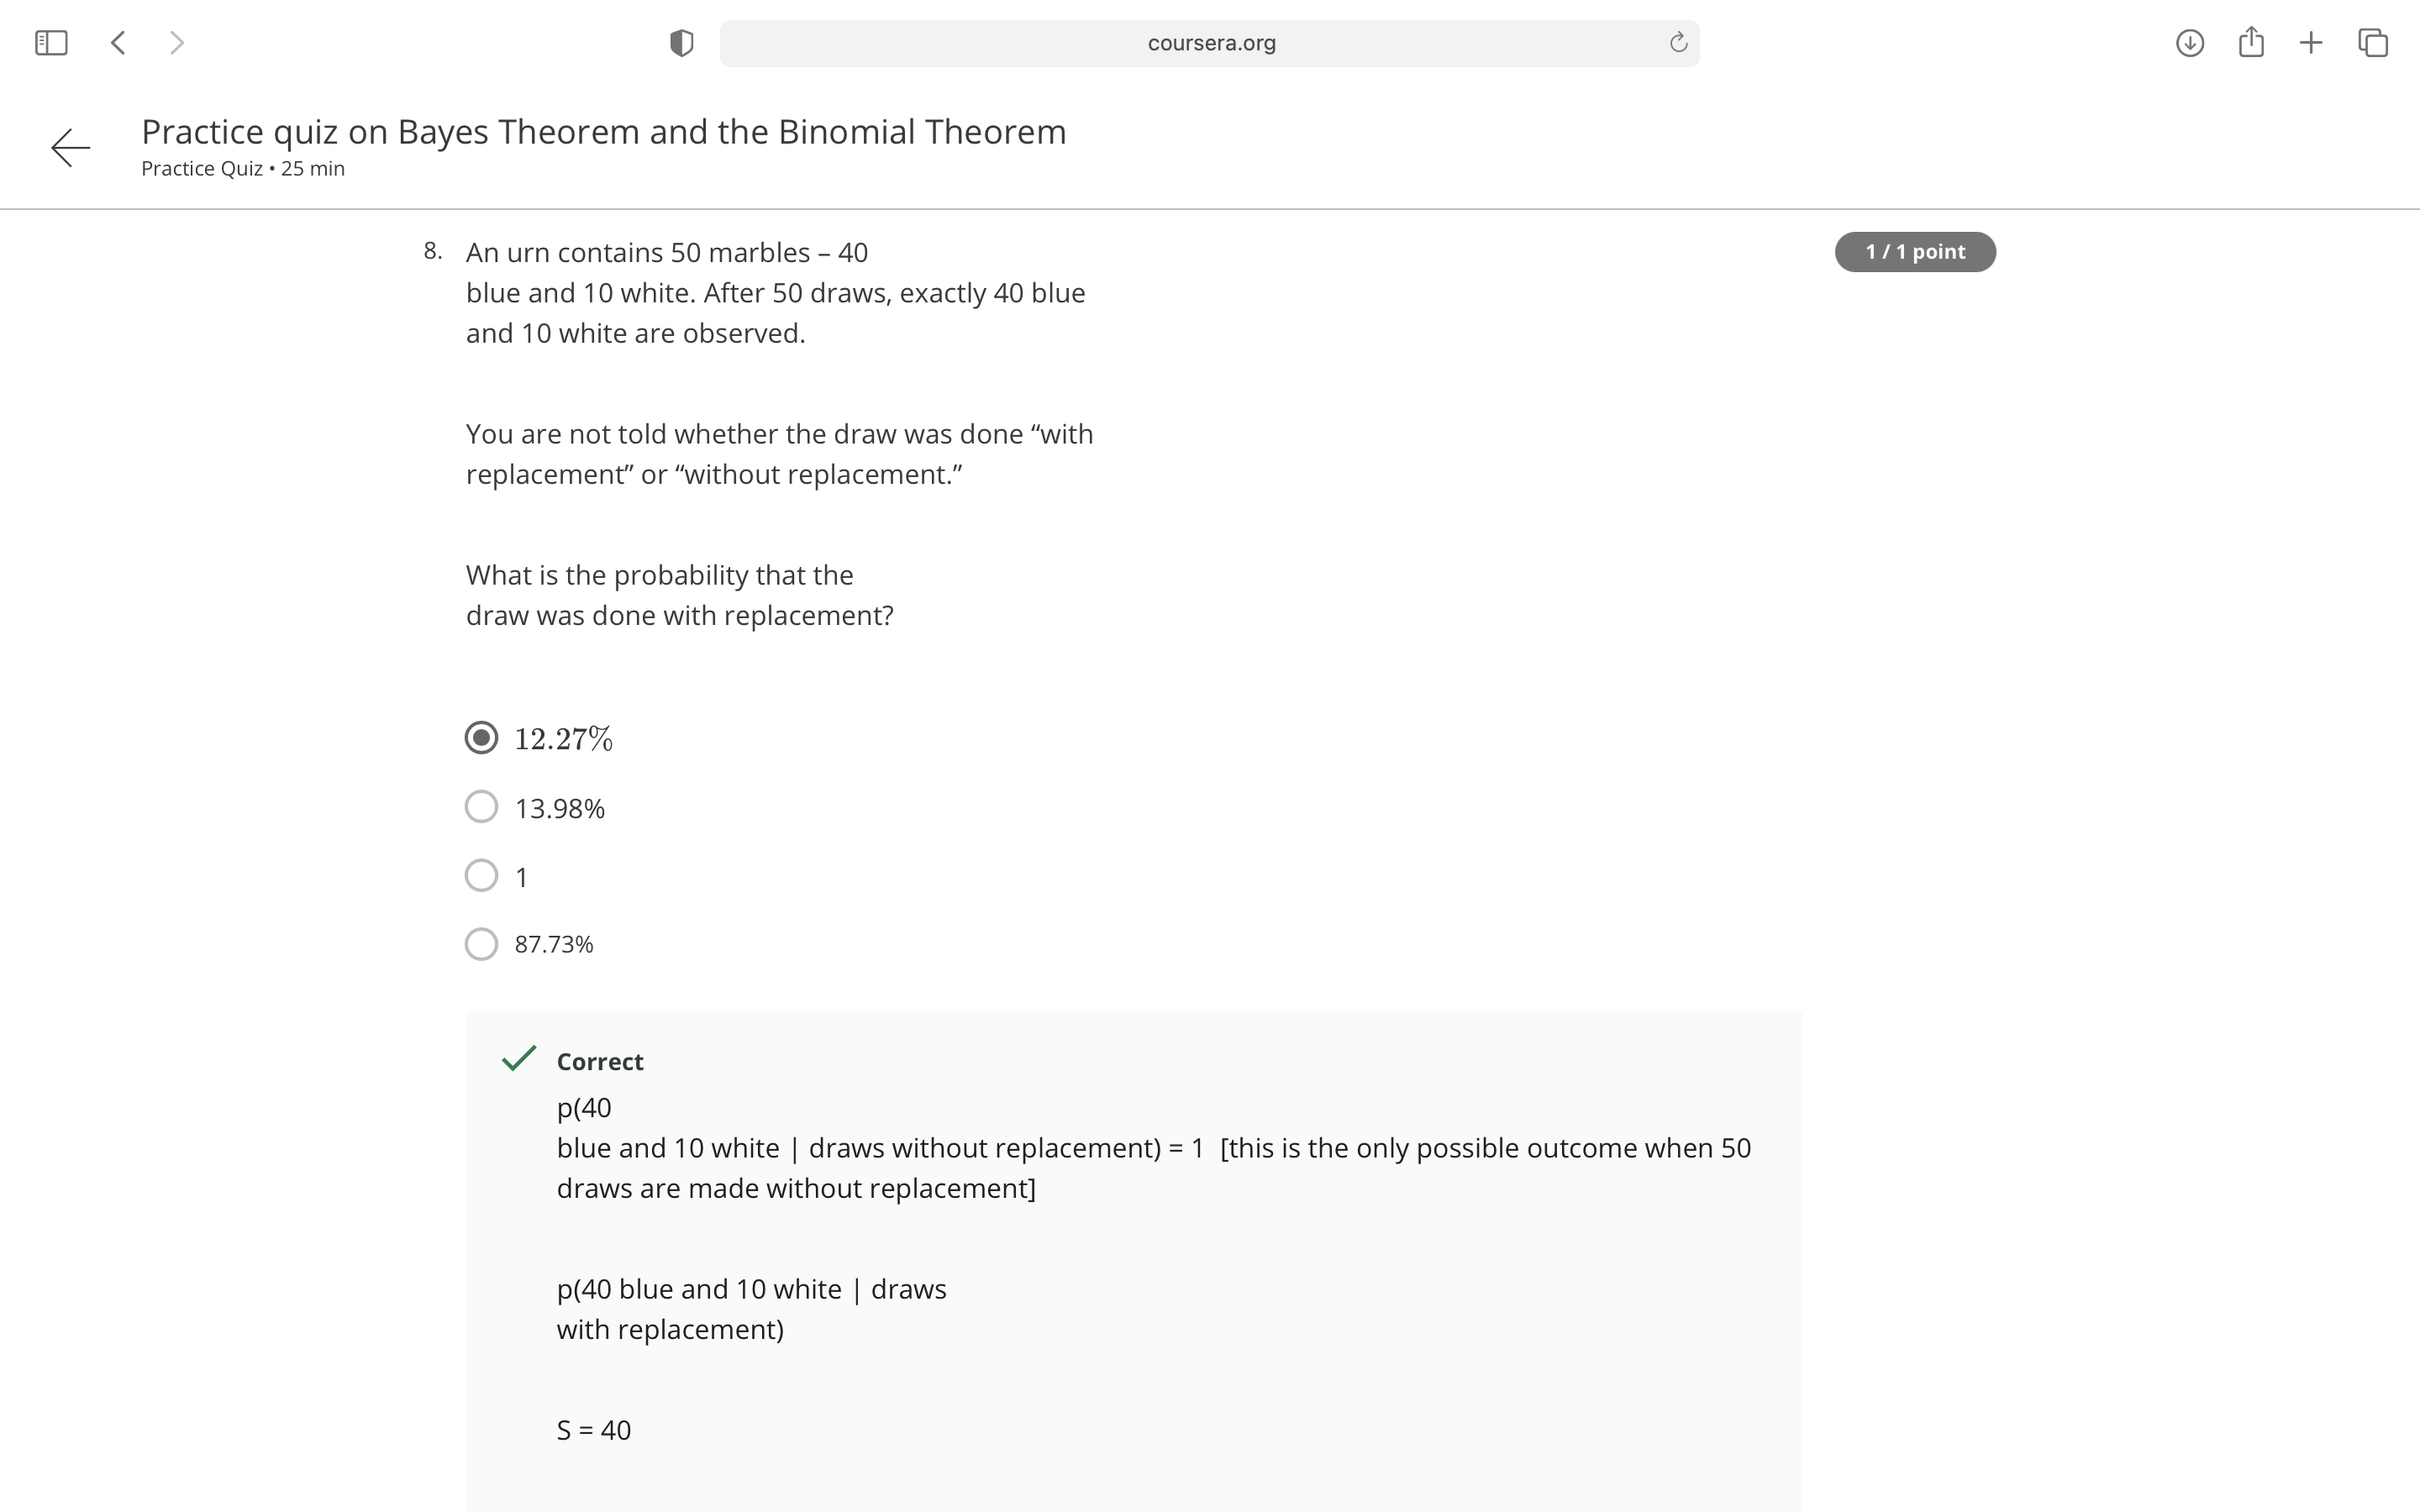 coursera.org
Practice quiz on Bayes Theorem and the Binomial Theorem
Practice Quiz • 25 min
8. An urn contains 50 marbles – 40
1 / 1 point
blue and 10 white. After 50 draws, exactly 40 blue
and 10 white are observed.
You are not told whether the draw was done “with
replacement” or “without replacement.”
What is the probability that the
draw was done with replacement?
12.27%
13.98%
1
87.73%
Correct
p(40
blue and 10 white | draws without replacement) = 1  [this is the only possible outcome when 50
draws are made without replacement]
p(40 blue and 10 white | draws
with replacement)
S = 40